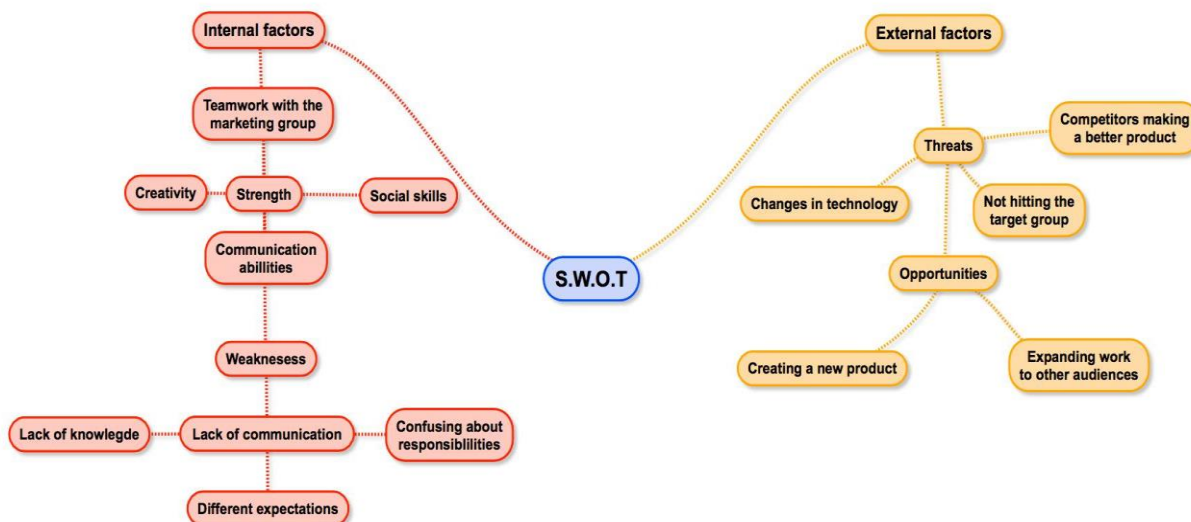 Internal factors
Teamwork with the
marketing group
Creativity
Strength
Social skills
Communication
abillities
Weaknesess
Lack of knowlegde
Lack of communication
Confusing about
responsiblilities
Different expectations
S.W.O.T
External factors
Threats
Competitors making
a better product
Changes in technology
Not hitting the
target group
Opportunities
Creating a new product
Expanding work
to other audiences